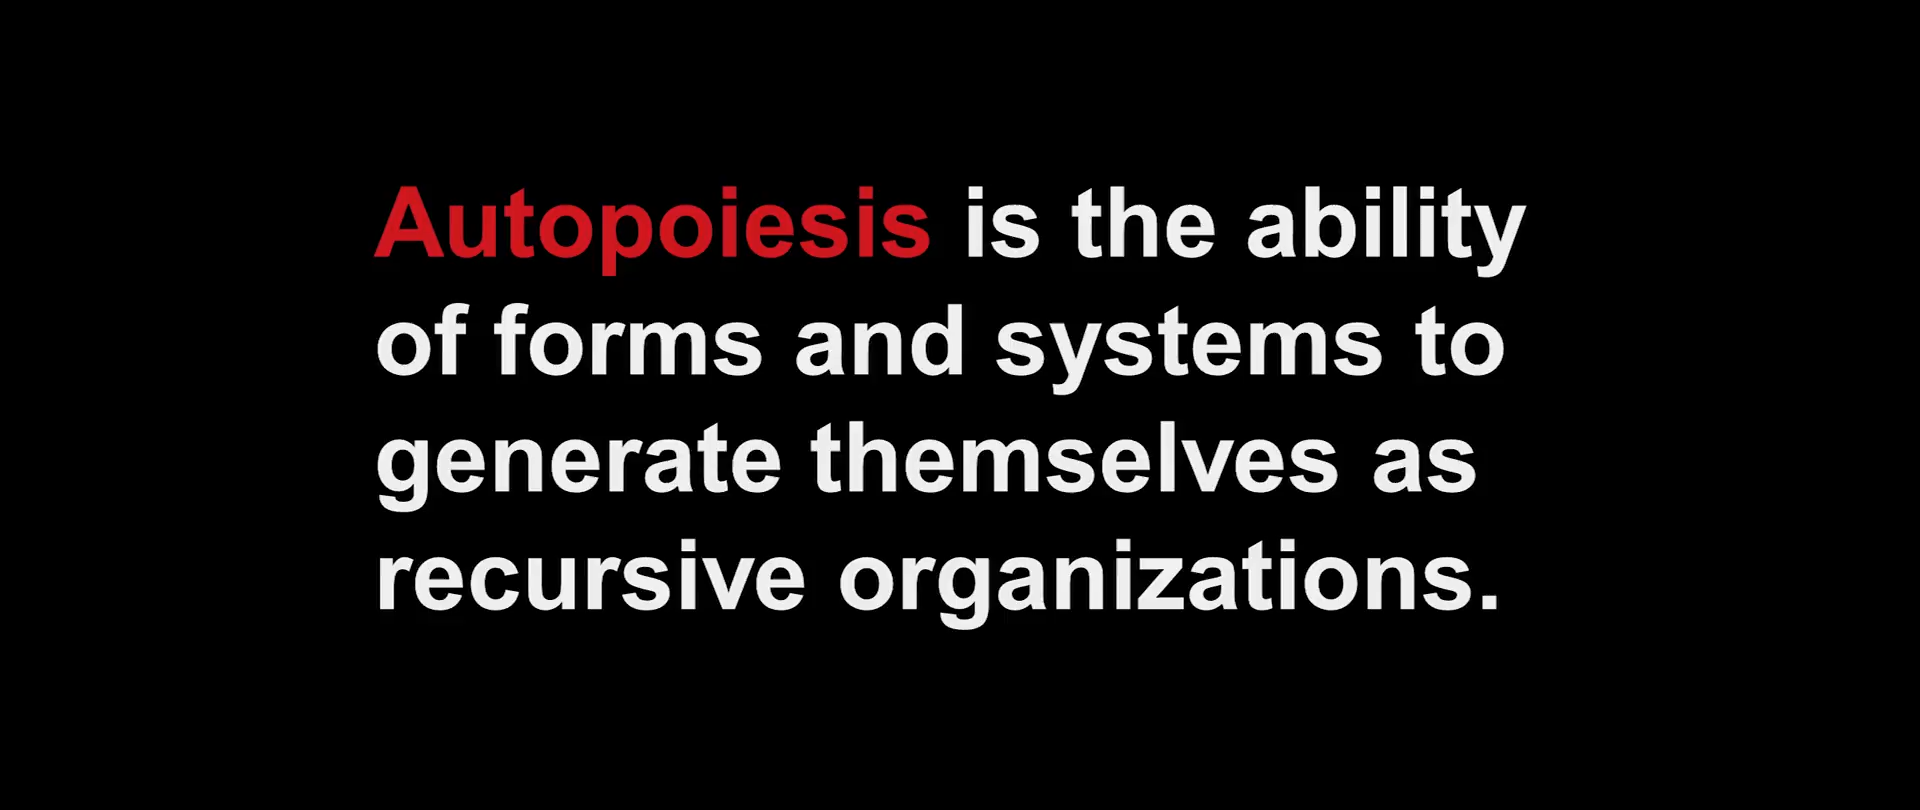 Autopoiesis is the ability
of forms and systems to
generate themselves as
recursive organizations.